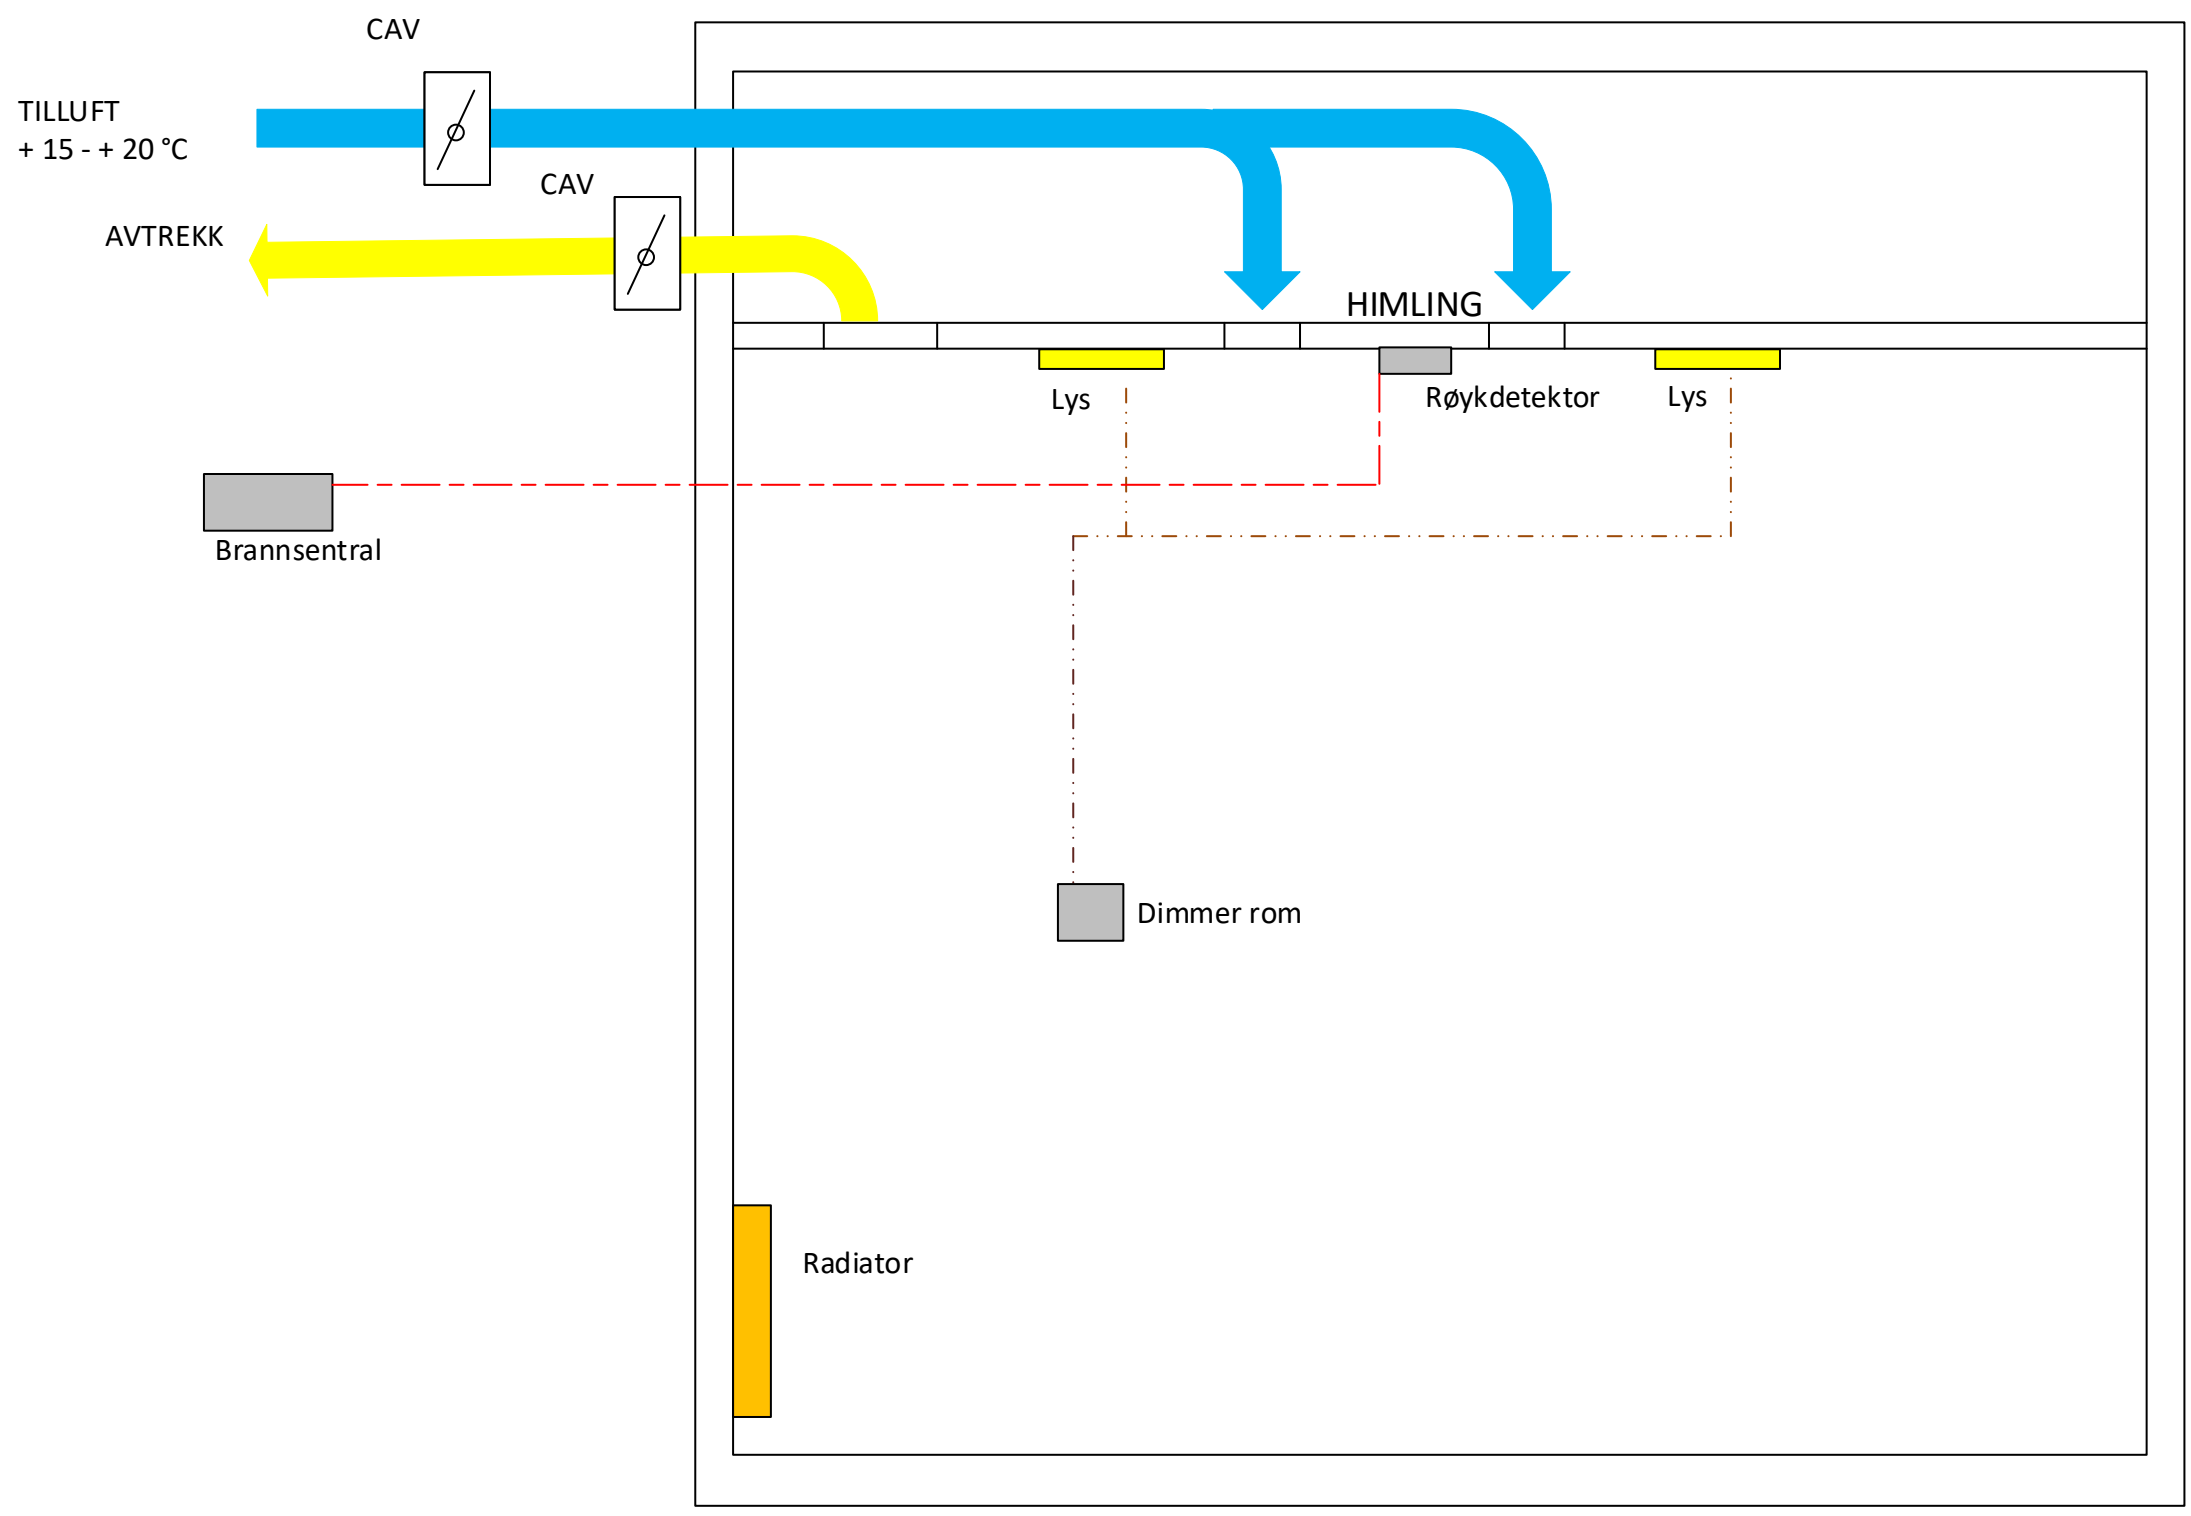 CAV
TILLUFT
+ 15 - + 20 °C
CAV
AVTREKK
HIMLING
Lys
Røykdetektor
Lys
Brannsentral
Dimmer rom
Radiator